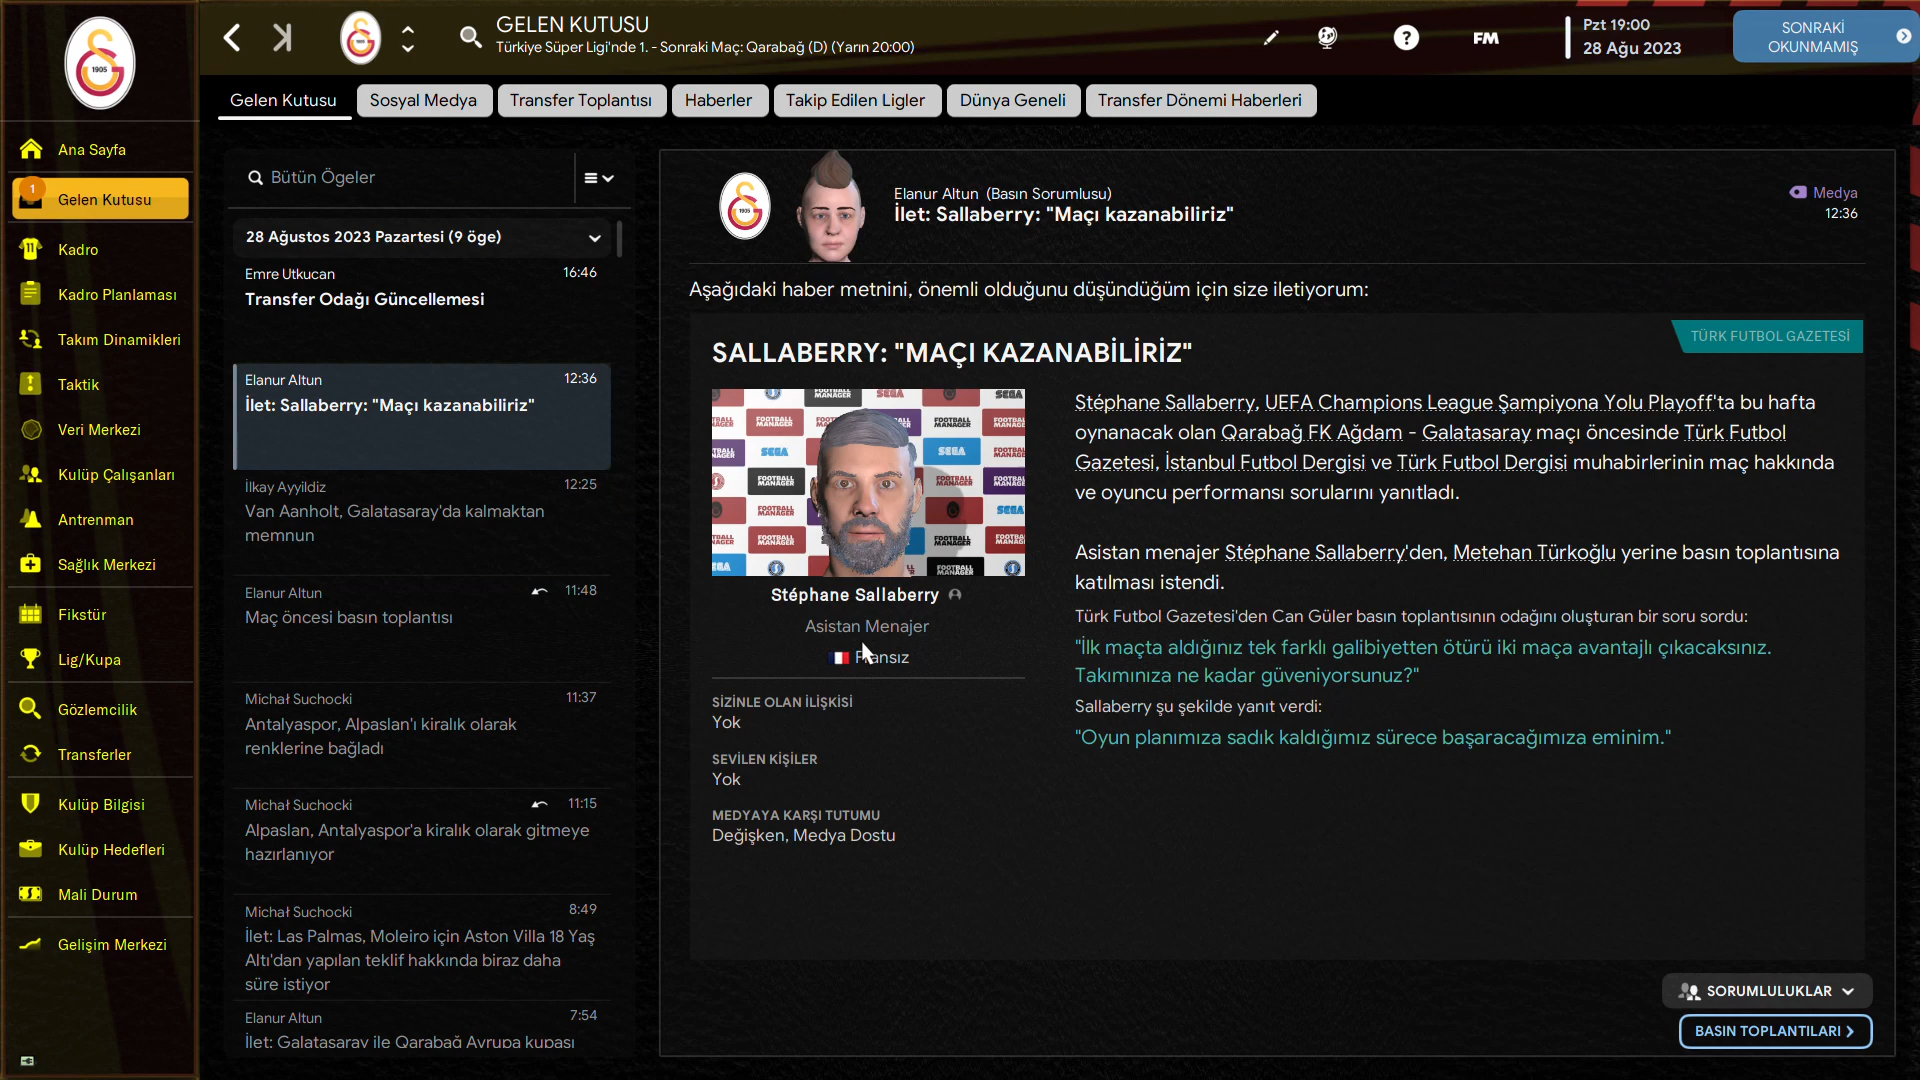 GELEN KUTUSU
Türkiye Süper Ligi'nde 1. - Sonraki Maç: Qarabağ (D) (Yarın 20:00)
FM
Pzt 19:00
28 Ağu 2023
SONRAKİ
OKUNMAMIŞ
1905
Gelen Kutusu
Sosyal Medya
Transfer Toplantısı
Haberler
Takip Edilen Ligler
Dünya Geneli
Transfer Dönemi Haberleri
Ana Sayfa
1
Gelen Kutusu
Kadro
Kadro Planlaması
Takım Dinamikleri
Taktik
Veri Merkezi
Kulüp Çalışanları
Antrenman
Sağlık Merkezi
Fikstür
Lig/Kupa
Gözlemcilik
Transferler
Kulüp Bilgisi
Kulüp Hedefleri
Mali Durum
Gelişim Merkezi
Bütün Ögeler
28 Ağustos 2023 Pazartesi (9 öge)
Emre Utkucan 16:46
Transfer Odağı Güncellemesi
Elanur Altun 12:36
İlet: Sallaberry: "Maçı kazanabiliriz"
İlkay Ayyildiz 12:25
Van Aanholt, Galatasaray'da kalmaktan
memnun
Elanur Altun 11:48
Maç öncesi basın toplantısı
Michał Suchocki 11:37
Antalyaspor, Alpaslan'ı kiralık olarak
renklerine bağladı
Michał Suchocki 11:15
Alpaslan, Antalyaspor'a kiralık olarak gitmeye
hazırlanıyor
Michał Suchocki 8:49
İlet: Las Palmas, Moleiro için Aston Villa 18 Yaş
Altı'dan yapılan teklif hakkında biraz daha
süre istiyor
Elanur Altun 7:54
İlet: Galatasaray ile Qarabağ Avrupa kupası
Elanur Altun (Basın Sorumlusu)
İlet: Sallaberry: "Maçı kazanabiliriz"
Medya
12:36
Aşağıdaki haber metnini, önemli olduğunu düşündüğüm için size iletiyorum:
TÜRK FUTBOL GAZETESİ
SALLABERRY: "MAÇI KAZANABİLİRİZ"
FOOTBALL MANAGER
SEGA
Stéphane Sallaberry
Asistan Menajer
Fransız
SİZİNLE OLAN İLİŞKİSİ
Yok
SEVİLEN KİŞİLER
Yok
MEDYAYA KARŞI TUTUMU
Değişken, Medya Dostu
Stéphane Sallaberry, UEFA Champions League Şampiyona Yolu Playoff'ta bu hafta
oynanacak olan Qarabağ FK Ağdam - Galatasaray maçı öncesinde Türk Futbol
Gazetesi, İstanbul Futbol Dergisi ve Türk Futbol Dergisi muhabirlerinin maç hakkında
ve oyuncu performansı sorularını yanıtladı.
Asistan menajer Stéphane Sallaberry'den, Metehan Türkoğlu yerine basın toplantısına
katılması istendi.
Türk Futbol Gazetesi'den Can Güler basın toplantısının odağını oluşturan bir soru sordu:
"İlk maçta aldığınız tek farklı galibiyetten ötürü iki maça avantajlı çıkacaksınız.
Takımınıza ne kadar güveniyorsunuz?"
Sallaberry şu şekilde yanıt verdi:
"Oyun planımıza sadık kaldığımız sürece başaracağımıza eminim."
SORUMLULUKLAR
BASIN TOPLANTILARI